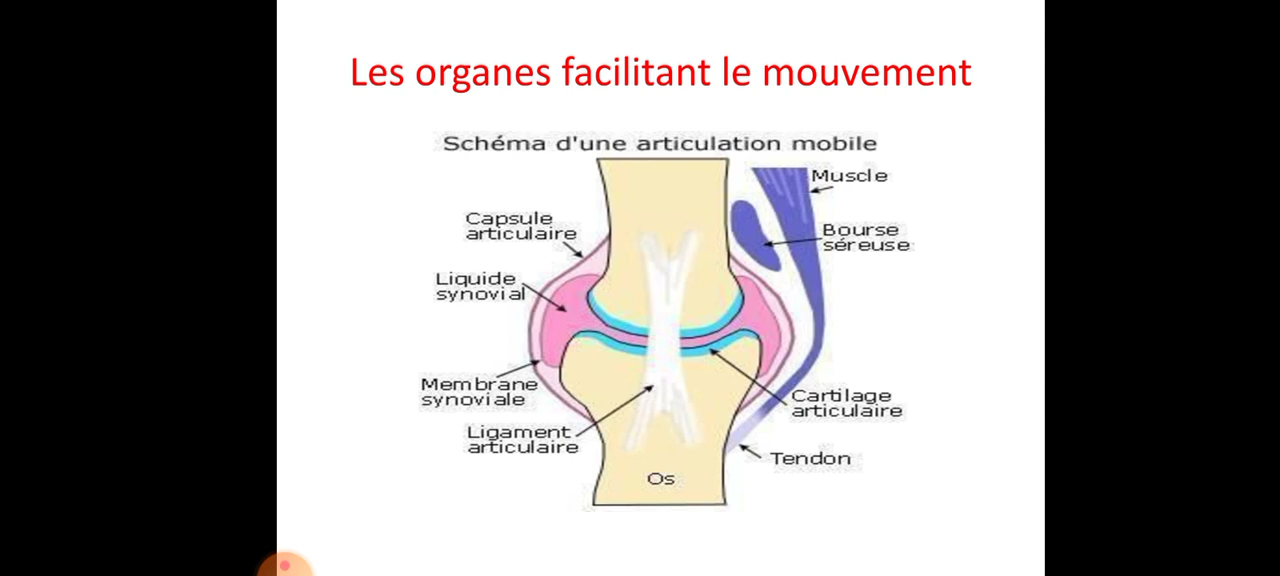 Les organes facilitant le mouvement
Schéma d'une articulation mobile
Muscle
Capsule
articulaire
Bourse
séreuse
Liquide
synovial
Membrane
synoviale
Cartilage
articulaire
Ligament
articulaire
Tendon
Os